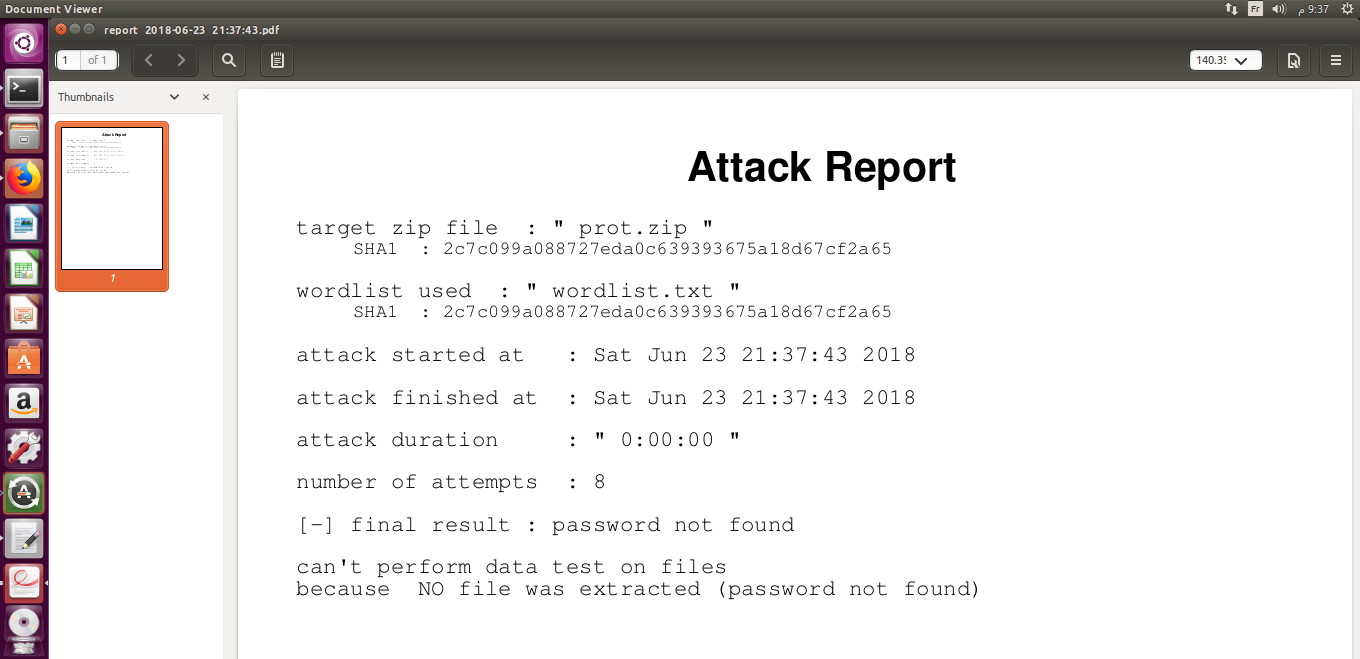 Document Viewer
Fr
م 9:37
report 2018-06-23 21:37:43.pdf
1 of 1
140.35
Thumbnails
1
Attack Report
target zip file : " prot.zip "
SHA1 : 2c7c099a088727eda0c639393675a18d67cf2a65
wordlist used : " wordlist.txt "
SHA1 : 2c7c099a088727eda0c639393675a18d67cf2a65
attack started at : Sat Jun 23 21:37:43 2018
attack finished at : Sat Jun 23 21:37:43 2018
attack duration : " 0:00:00 "
number of attempts : 8
[-] final result : password not found
can't perform data test on files
because NO file was extracted (password not found)